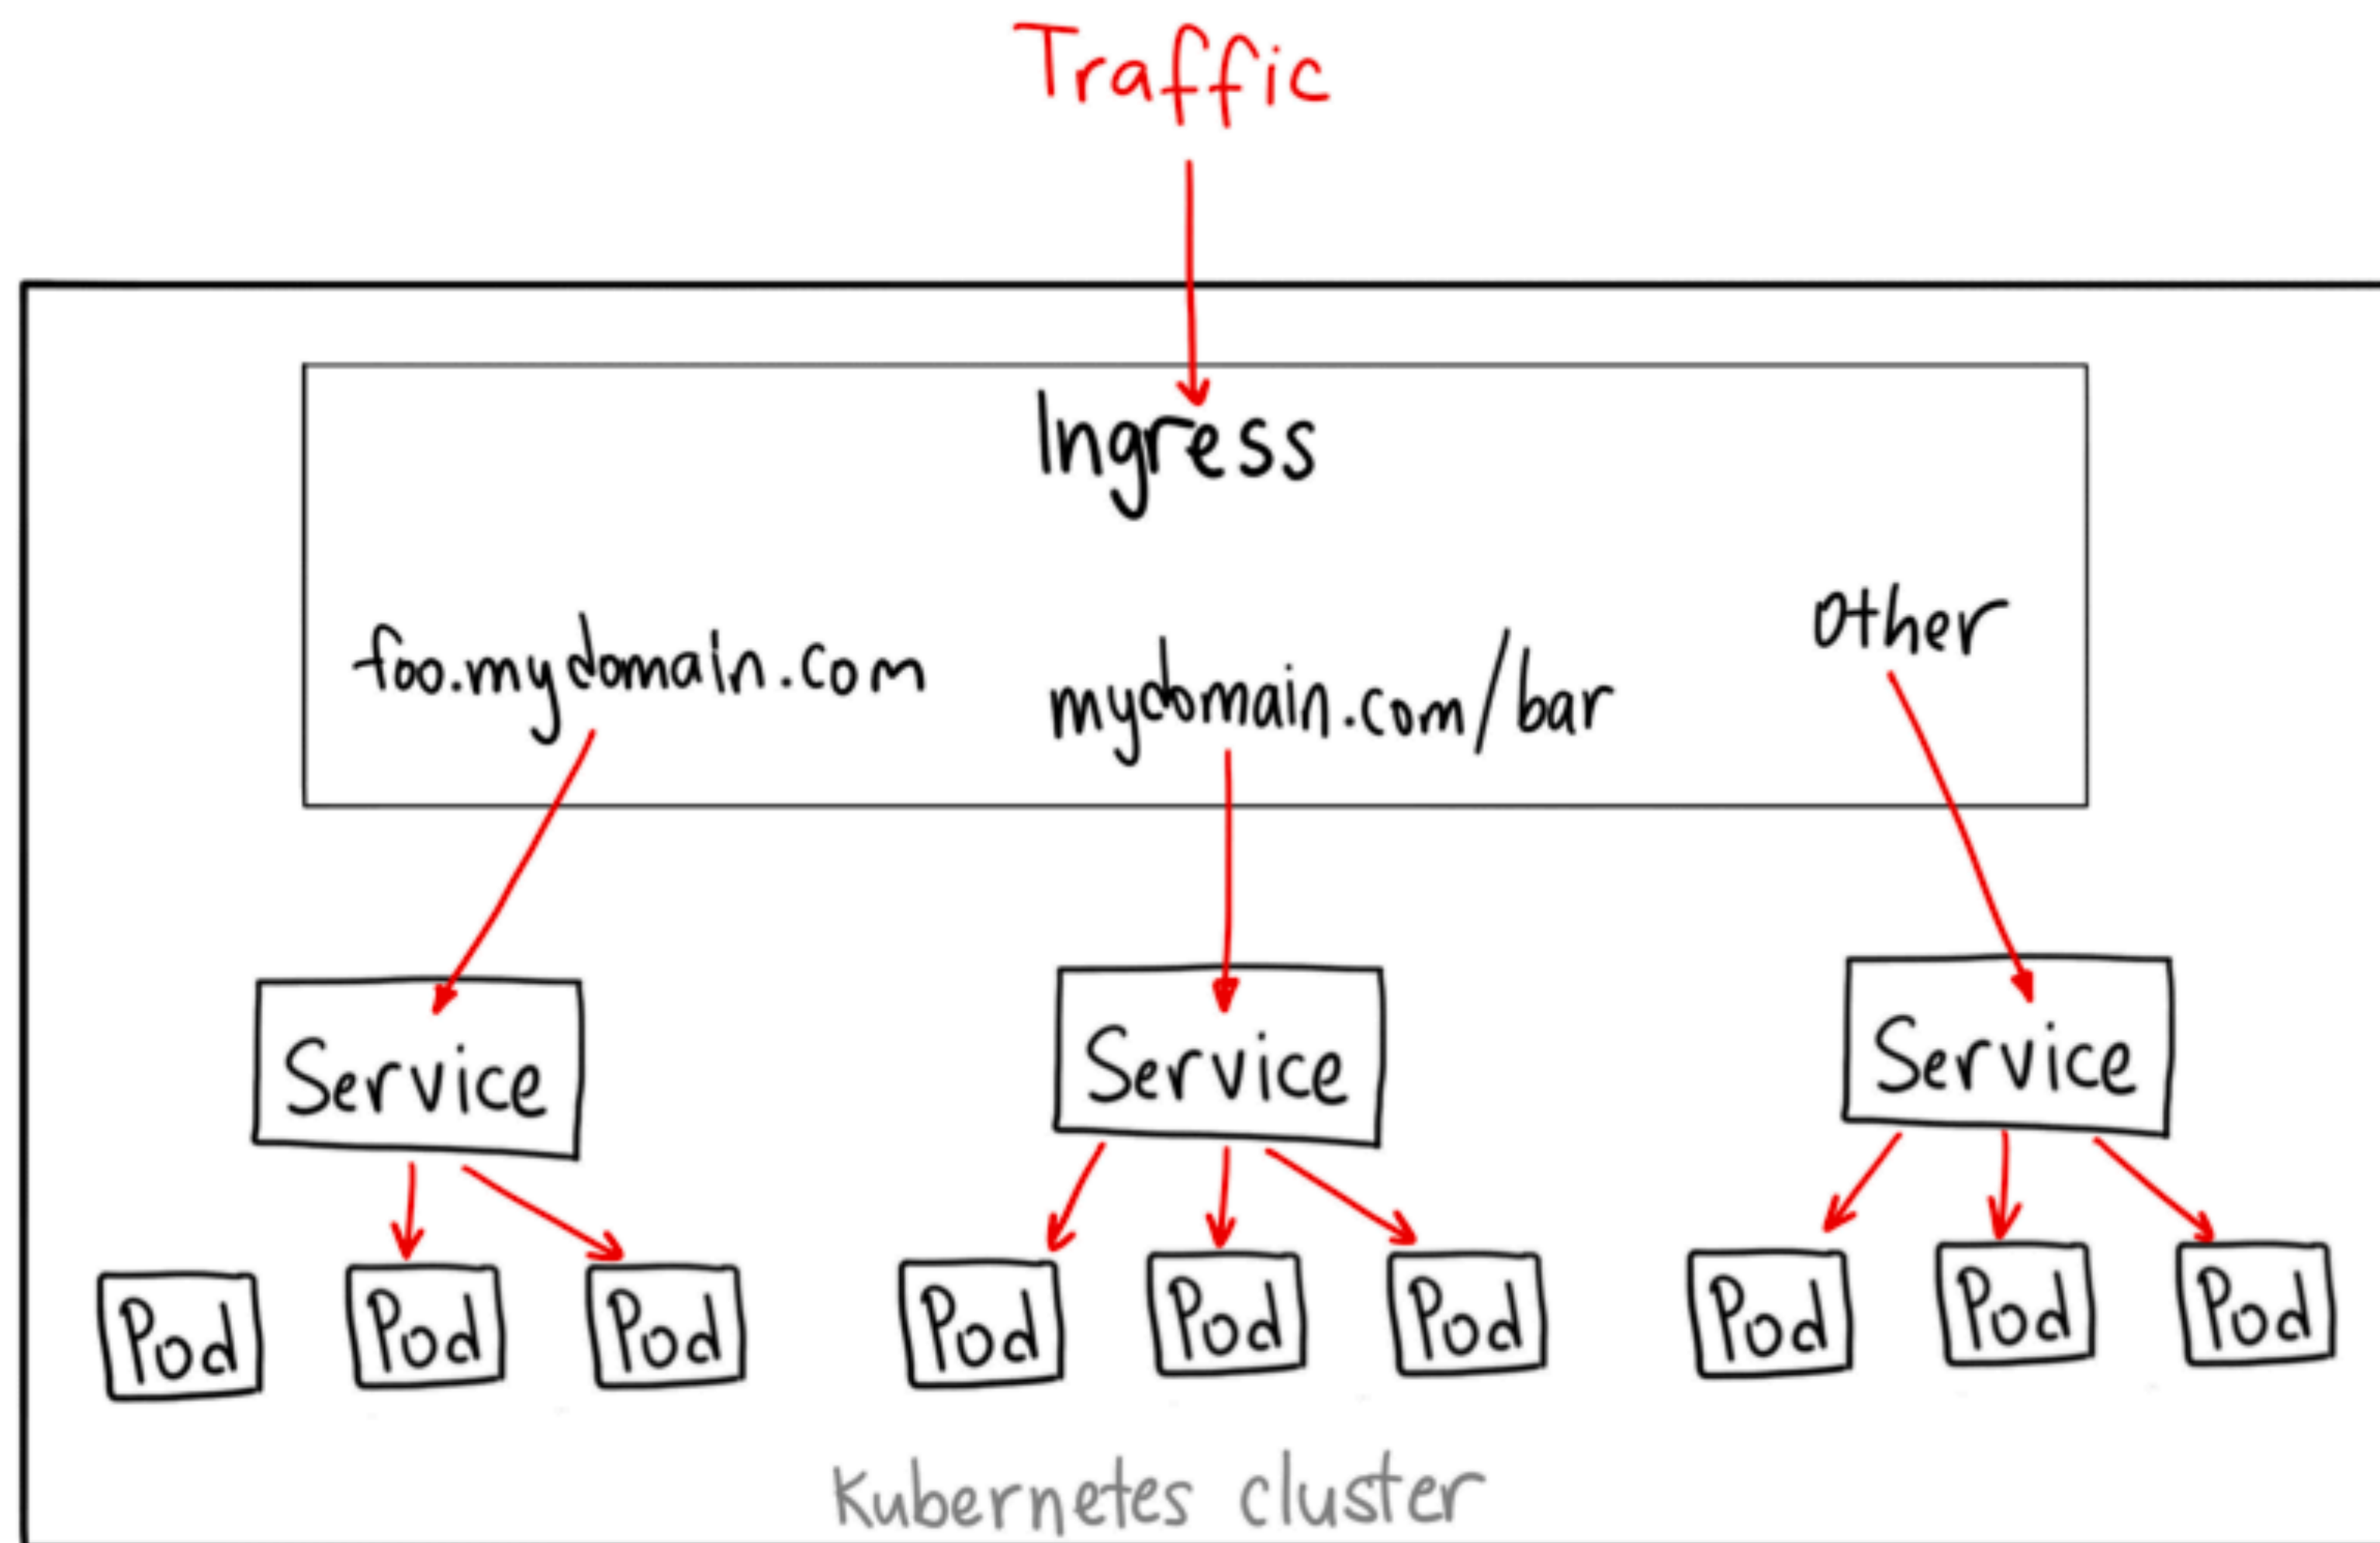 Traffic
Ingress
foo.mydomain.com
mydomain.com/bar
Other
Service
Service
Service
Pod
Pod
Pod
Pod
Pod
Pod
Pod
Pod
Pod
Kubernetes cluster